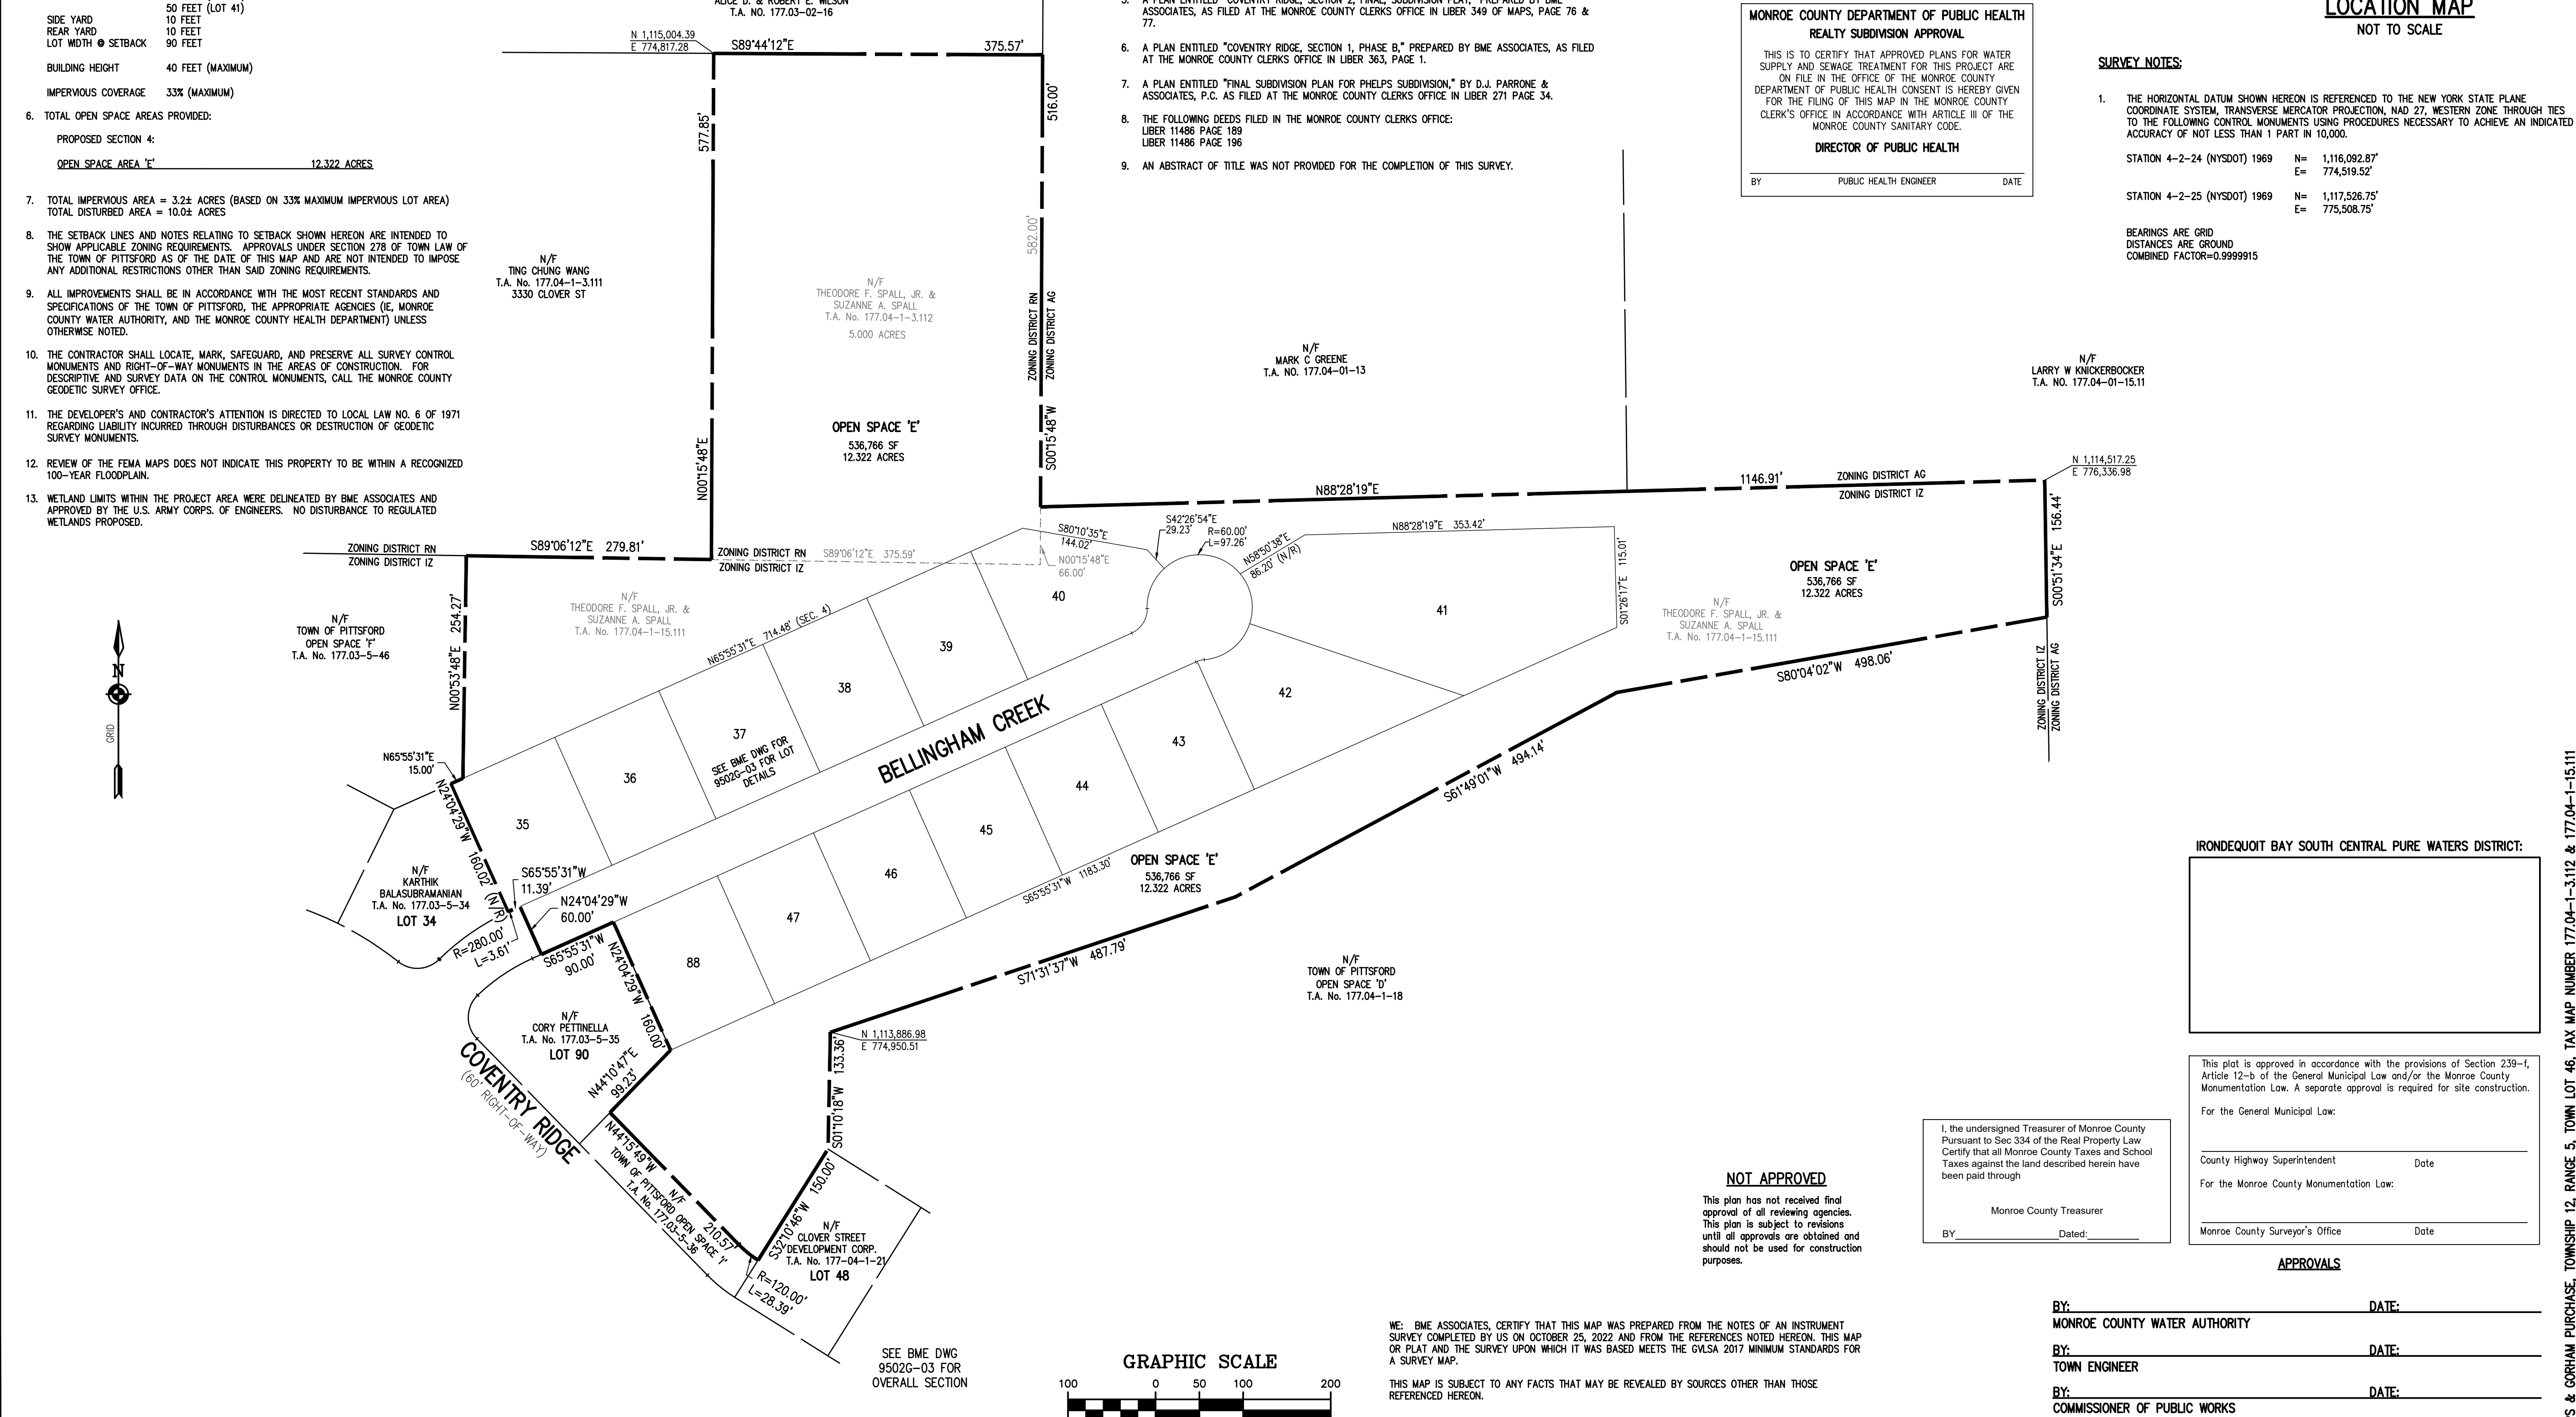 50 FEET (LOT 41)
SIDE YARD 10 FEET
REAR YARD 10 FEET
LOT WIDTH @ SETBACK 90 FEET
BUILDING HEIGHT 40 FEET (MAXIMUM)
IMPERVIOUS COVERAGE 33% (MAXIMUM)
6. TOTAL OPEN SPACE AREAS PROVIDED:
PROPOSED SECTION 4:
OPEN SPACE AREA 'E' 12.322 ACRES
7. TOTAL IMPERVIOUS AREA = 3.2± ACRES (BASED ON 33% MAXIMUM IMPERVIOUS LOT AREA)
TOTAL DISTURBED AREA = 10.0± ACRES
8. THE SETBACK LINES AND NOTES RELATING TO SETBACK SHOWN HEREON ARE INTENDED TO
SHOW APPLICABLE ZONING REQUIREMENTS. APPROVALS UNDER SECTION 278 OF TOWN LAW OF
THE TOWN OF PITTSFORD AS OF THE DATE OF THIS MAP AND ARE NOT INTENDED TO IMPOSE
ANY ADDITIONAL RESTRICTIONS OTHER THAN SAID ZONING REQUIREMENTS.
9. ALL IMPROVEMENTS SHALL BE IN ACCORDANCE WITH THE MOST RECENT STANDARDS AND
SPECIFICATIONS OF THE TOWN OF PITTSFORD, THE APPROPRIATE AGENCIES (IE, MONROE
COUNTY WATER AUTHORITY, AND THE MONROE COUNTY HEALTH DEPARTMENT) UNLESS
OTHERWISE NOTED.
10. THE CONTRACTOR SHALL LOCATE, MARK, SAFEGUARD, AND PRESERVE ALL SURVEY CONTROL
MONUMENTS AND RIGHT-OF-WAY MONUMENTS IN THE AREAS OF CONSTRUCTION. FOR
DESCRIPTIVE AND SURVEY DATA ON THE CONTROL MONUMENTS, CALL THE MONROE COUNTY
GEODETIC SURVEY OFFICE.
11. THE DEVELOPER'S AND CONTRACTOR'S ATTENTION IS DIRECTED TO LOCAL LAW NO. 6 OF 1971
REGARDING LIABILITY INCURRED THROUGH DISTURBANCES OR DESTRUCTION OF GEODETIC
SURVEY MONUMENTS.
12. REVIEW OF THE FEMA MAPS DOES NOT INDICATE THIS PROPERTY TO BE WITHIN A RECOGNIZED
100-YEAR FLOODPLAIN.
13. WETLAND LIMITS WITHIN THE PROJECT AREA WERE DELINEATED BY BME ASSOCIATES AND
APPROVED BY THE U.S. ARMY CORPS. OF ENGINEERS. NO DISTURBANCE TO REGULATED
WETLANDS PROPOSED.
ALICE D. & ROBERT E. WILSON
T.A. NO. 177.03-02-16
N 1,115,004.39
E 774,817.28
S89°44'12"E 375.57'
577.85'
N00°15'48"E
516.00'
582.00'
S00°15'48"W
ZONING DISTRICT RN
ZONING DISTRICT AG
N/F
TING CHUNG WANG
T.A. No. 177.04-1-3.111
3330 CLOVER ST
N/F
THEODORE F. SPALL, JR. &
SUZANNE A. SPALL
T.A. No. 177.04-1-3.112
5.000 ACRES
OPEN SPACE 'E'
536,766 SF
12.322 ACRES
5. A PLAN ENTITLED "COVENTRY RIDGE, SECTION 2, FINAL, SUBDIVISION PLAT," PREPARED BY BME
ASSOCIATES, AS FILED AT THE MONROE COUNTY CLERKS OFFICE IN LIBER 349 OF MAPS, PAGE 76 &
77.
6. A PLAN ENTITLED "COVENTRY RIDGE, SECTION 1, PHASE B," PREPARED BY BME ASSOCIATES, AS FILED
AT THE MONROE COUNTY CLERKS OFFICE IN LIBER 363, PAGE 1.
7. A PLAN ENTITLED "FINAL SUBDIVISION PLAN FOR PHELPS SUBDIVISION," BY D.J. PARRONE &
ASSOCIATES, P.C. AS FILED AT THE MONROE COUNTY CLERKS OFFICE IN LIBER 271 PAGE 34.
8. THE FOLLOWING DEEDS FILED IN THE MONROE COUNTY CLERKS OFFICE:
LIBER 11486 PAGE 189
LIBER 11486 PAGE 196
9. AN ABSTRACT OF TITLE WAS NOT PROVIDED FOR THE COMPLETION OF THIS SURVEY.
MONROE COUNTY DEPARTMENT OF PUBLIC HEALTH
REALTY SUBDIVISION APPROVAL
THIS IS TO CERTIFY THAT APPROVED PLANS FOR WATER
SUPPLY AND SEWAGE TREATMENT FOR THIS PROJECT ARE
ON FILE IN THE OFFICE OF THE MONROE COUNTY
DEPARTMENT OF PUBLIC HEALTH CONSENT IS HEREBY GIVEN
FOR THE FILING OF THIS MAP IN THE MONROE COUNTY
CLERK'S OFFICE IN ACCORDANCE WITH ARTICLE III OF THE
MONROE COUNTY SANITARY CODE.
DIRECTOR OF PUBLIC HEALTH
BY PUBLIC HEALTH ENGINEER DATE
LOCATION MAP
NOT TO SCALE
SURVEY NOTES:
1. THE HORIZONTAL DATUM SHOWN HEREON IS REFERENCED TO THE NEW YORK STATE PLANE
COORDINATE SYSTEM, TRANSVERSE MERCATOR PROJECTION, NAD 27, WESTERN ZONE THROUGH TIES
TO THE FOLLOWING CONTROL MONUMENTS USING PROCEDURES NECESSARY TO ACHIEVE AN INDICATED
ACCURACY OF NOT LESS THAN 1 PART IN 10,000.
STATION 4-2-24 (NYSDOT) 1969 N= 1,116,092.87'
E= 774,519.52'
STATION 4-2-25 (NYSDOT) 1969 N= 1,117,526.75'
E= 775,508.75'
BEARINGS ARE GRID
DISTANCES ARE GROUND
COMBINED FACTOR=0.9999915
N/F
MARK C GREENE
T.A. NO. 177.04-01-13
N/F
LARRY W KNICKERBOCKER
T.A. NO. 177.04-01-15.11
N 1,114,517.25
E 776,336.98
N88°28'19"E 1146.91'
ZONING DISTRICT AG
ZONING DISTRICT IZ
S00°51'34"E 156.44'
ZONING DISTRICT IZ
ZONING DISTRICT AG
ZONING DISTRICT RN
ZONING DISTRICT IZ
S89°06'12"E 279.81'
ZONING DISTRICT RN
ZONING DISTRICT IZ
S89°06'12"E 375.59'
N00°15'48"E
66.00'
S80°10'35"E
144.02'
S42°26'54"E
29.23'
R=60.00'
L=97.26'
N58°50'38"E
86.20' (N/R)
N88°28'19"E 353.42'
S01°26'17"E 115.01'
OPEN SPACE 'E'
536,766 SF
12.322 ACRES
N/F
THEODORE F. SPALL, JR. &
SUZANNE A. SPALL
T.A. No. 177.04-1-15.111
S80°04'02"W 498.06'
N/F
TOWN OF PITTSFORD
OPEN SPACE 'F'
T.A. No. 177.03-5-46
N00°53'48"E 254.27'
N/F
THEODORE F. SPALL, JR. &
SUZANNE A. SPALL
T.A. No. 177.04-1-15.111
N65°55'31"E 714.48' (SEC. 4)
N
GRID
N65°55'31"E
15.00'
N24°04'29"W 160.02' (N/R)
35
36
37
SEE BME DWG FOR
9502G-03 FOR LOT
DETAILS
38
39
40
41
42
43
44
45
46
47
88
BELLINGHAM CREEK
S61°49'01"W 494.14'
S65°55'31"W 1183.30'
OPEN SPACE 'E'
536,766 SF
12.322 ACRES
S71°31'37"W 487.79'
N/F
TOWN OF PITTSFORD
OPEN SPACE 'D'
T.A. No. 177.04-1-18
N/F
KARTHIK
BALASUBRAMANIAN
T.A. No. 177.03-5-34
LOT 34
S65°55'31"W
11.39'
N24°04'29"W
60.00'
R=280.00'
L=3.61'
S65°55'31"W
90.00'
N24°04'29"W 160.00'
N/F
CORY PETTINELLA
T.A. No. 177.03-5-35
LOT 90
N44°10'47"E
99.23'
COVENTRY RIDGE
(60' RIGHT-OF-WAY)
N44°15'49"W 210.57'
N/F
TOWN OF PITTSFORD OPEN SPACE 'I'
T.A. No. 177.03-5-36
N 1,113,886.98
E 774,950.51
S01°10'18"W 133.36'
S32°10'46"W 150.00'
N/F
CLOVER STREET
DEVELOPMENT CORP.
T.A. No. 177-04-1-21
LOT 48
R=120.00'
L=28.39'
SEE BME DWG
9502G-03 FOR
OVERALL SECTION
GRAPHIC SCALE
100 0 50 100 200
WE: BME ASSOCIATES, CERTIFY THAT THIS MAP WAS PREPARED FROM THE NOTES OF AN INSTRUMENT
SURVEY COMPLETED BY US ON OCTOBER 25, 2022 AND FROM THE REFERENCES NOTED HEREON. THIS MAP
OR PLAT AND THE SURVEY UPON WHICH IT WAS BASED MEETS THE GVLSA 2017 MINIMUM STANDARDS FOR
A SURVEY MAP.
THIS MAP IS SUBJECT TO ANY FACTS THAT MAY BE REVEALED BY SOURCES OTHER THAN THOSE
REFERENCED HEREON.
NOT APPROVED
This plan has not received final
approval of all reviewing agencies.
This plan is subject to revisions
until all approvals are obtained and
should not be used for construction
purposes.
I, the undersigned Treasurer of Monroe County
Pursuant to Sec 334 of the Real Property Law
Certify that all Monroe County Taxes and School
Taxes against the land described herein have
been paid through
Monroe County Treasurer
BY Dated:
IRONDEQUOIT BAY SOUTH CENTRAL PURE WATERS DISTRICT:
This plat is approved in accordance with the provisions of Section 239-f,
Article 12-b of the General Municipal Law and/or the Monroe County
Monumentation Law. A separate approval is required for site construction.
For the General Municipal Law:
County Highway Superintendent Date
For the Monroe County Monumentation Law:
Monroe County Surveyor's Office Date
APPROVALS
BY: DATE:
MONROE COUNTY WATER AUTHORITY
BY: DATE:
TOWN ENGINEER
BY: DATE:
COMMISSIONER OF PUBLIC WORKS
& GORHAM PURCHASE, TOWNSHIP 12, RANGE 5, TOWN LOT 46, TAX MAP NUMBER 177.04-1-3.112 & 177.04-1-15.111